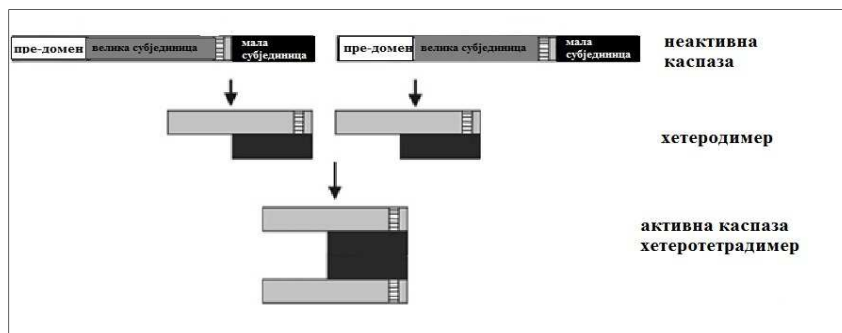 пре-домен велика субјединица мала субјединица пре-домен велика субјединица мала субјединица неактивна каспаза
хетеродимер
активна каспаза
хетеротетрадимер